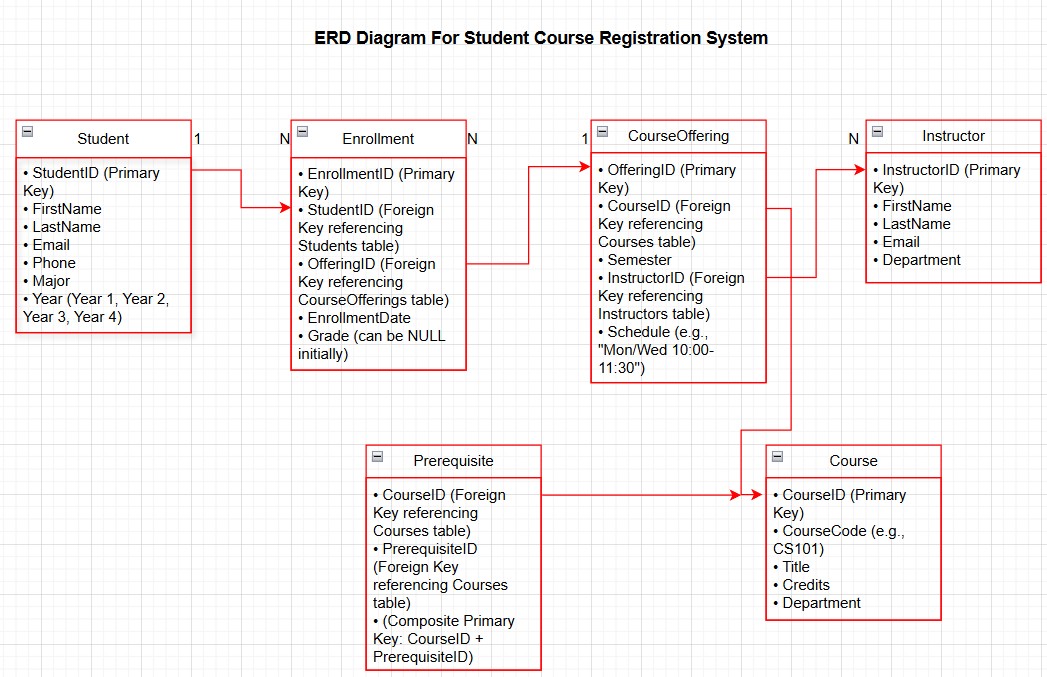 ERD Diagram For Student Course Registration System
Student
1
• StudentID (Primary
Key)
• FirstName
• LastName
• Email
• Phone
• Major
• Year (Year 1, Year 2,
Year 3, Year 4)
N
Enrollment
N
• EnrollmentID (Primary
Key)
• StudentID (Foreign
Key referencing
Students table)
• OfferingID (Foreign
Key referencing
CourseOfferings table)
• EnrollmentDate
• Grade (can be NULL
initially)
1
CourseOffering
• OfferingID (Primary
Key)
• CourseID (Foreign
Key referencing
Courses table)
• Semester
• InstructorID (Foreign
Key referencing
Instructors table)
• Schedule (e.g.,
"Mon/Wed 10:00-
11:30")
N
Instructor
• InstructorID (Primary
Key)
• FirstName
• LastName
• Email
• Department
Prerequisite
• CourseID (Foreign
Key referencing
Courses table)
• PrerequisiteID
(Foreign Key
referencing Courses
table)
• (Composite Primary
Key: CourseID +
PrerequisiteID)
Course
• CourseID (Primary
Key)
• CourseCode (e.g.,
CS101)
• Title
• Credits
• Department